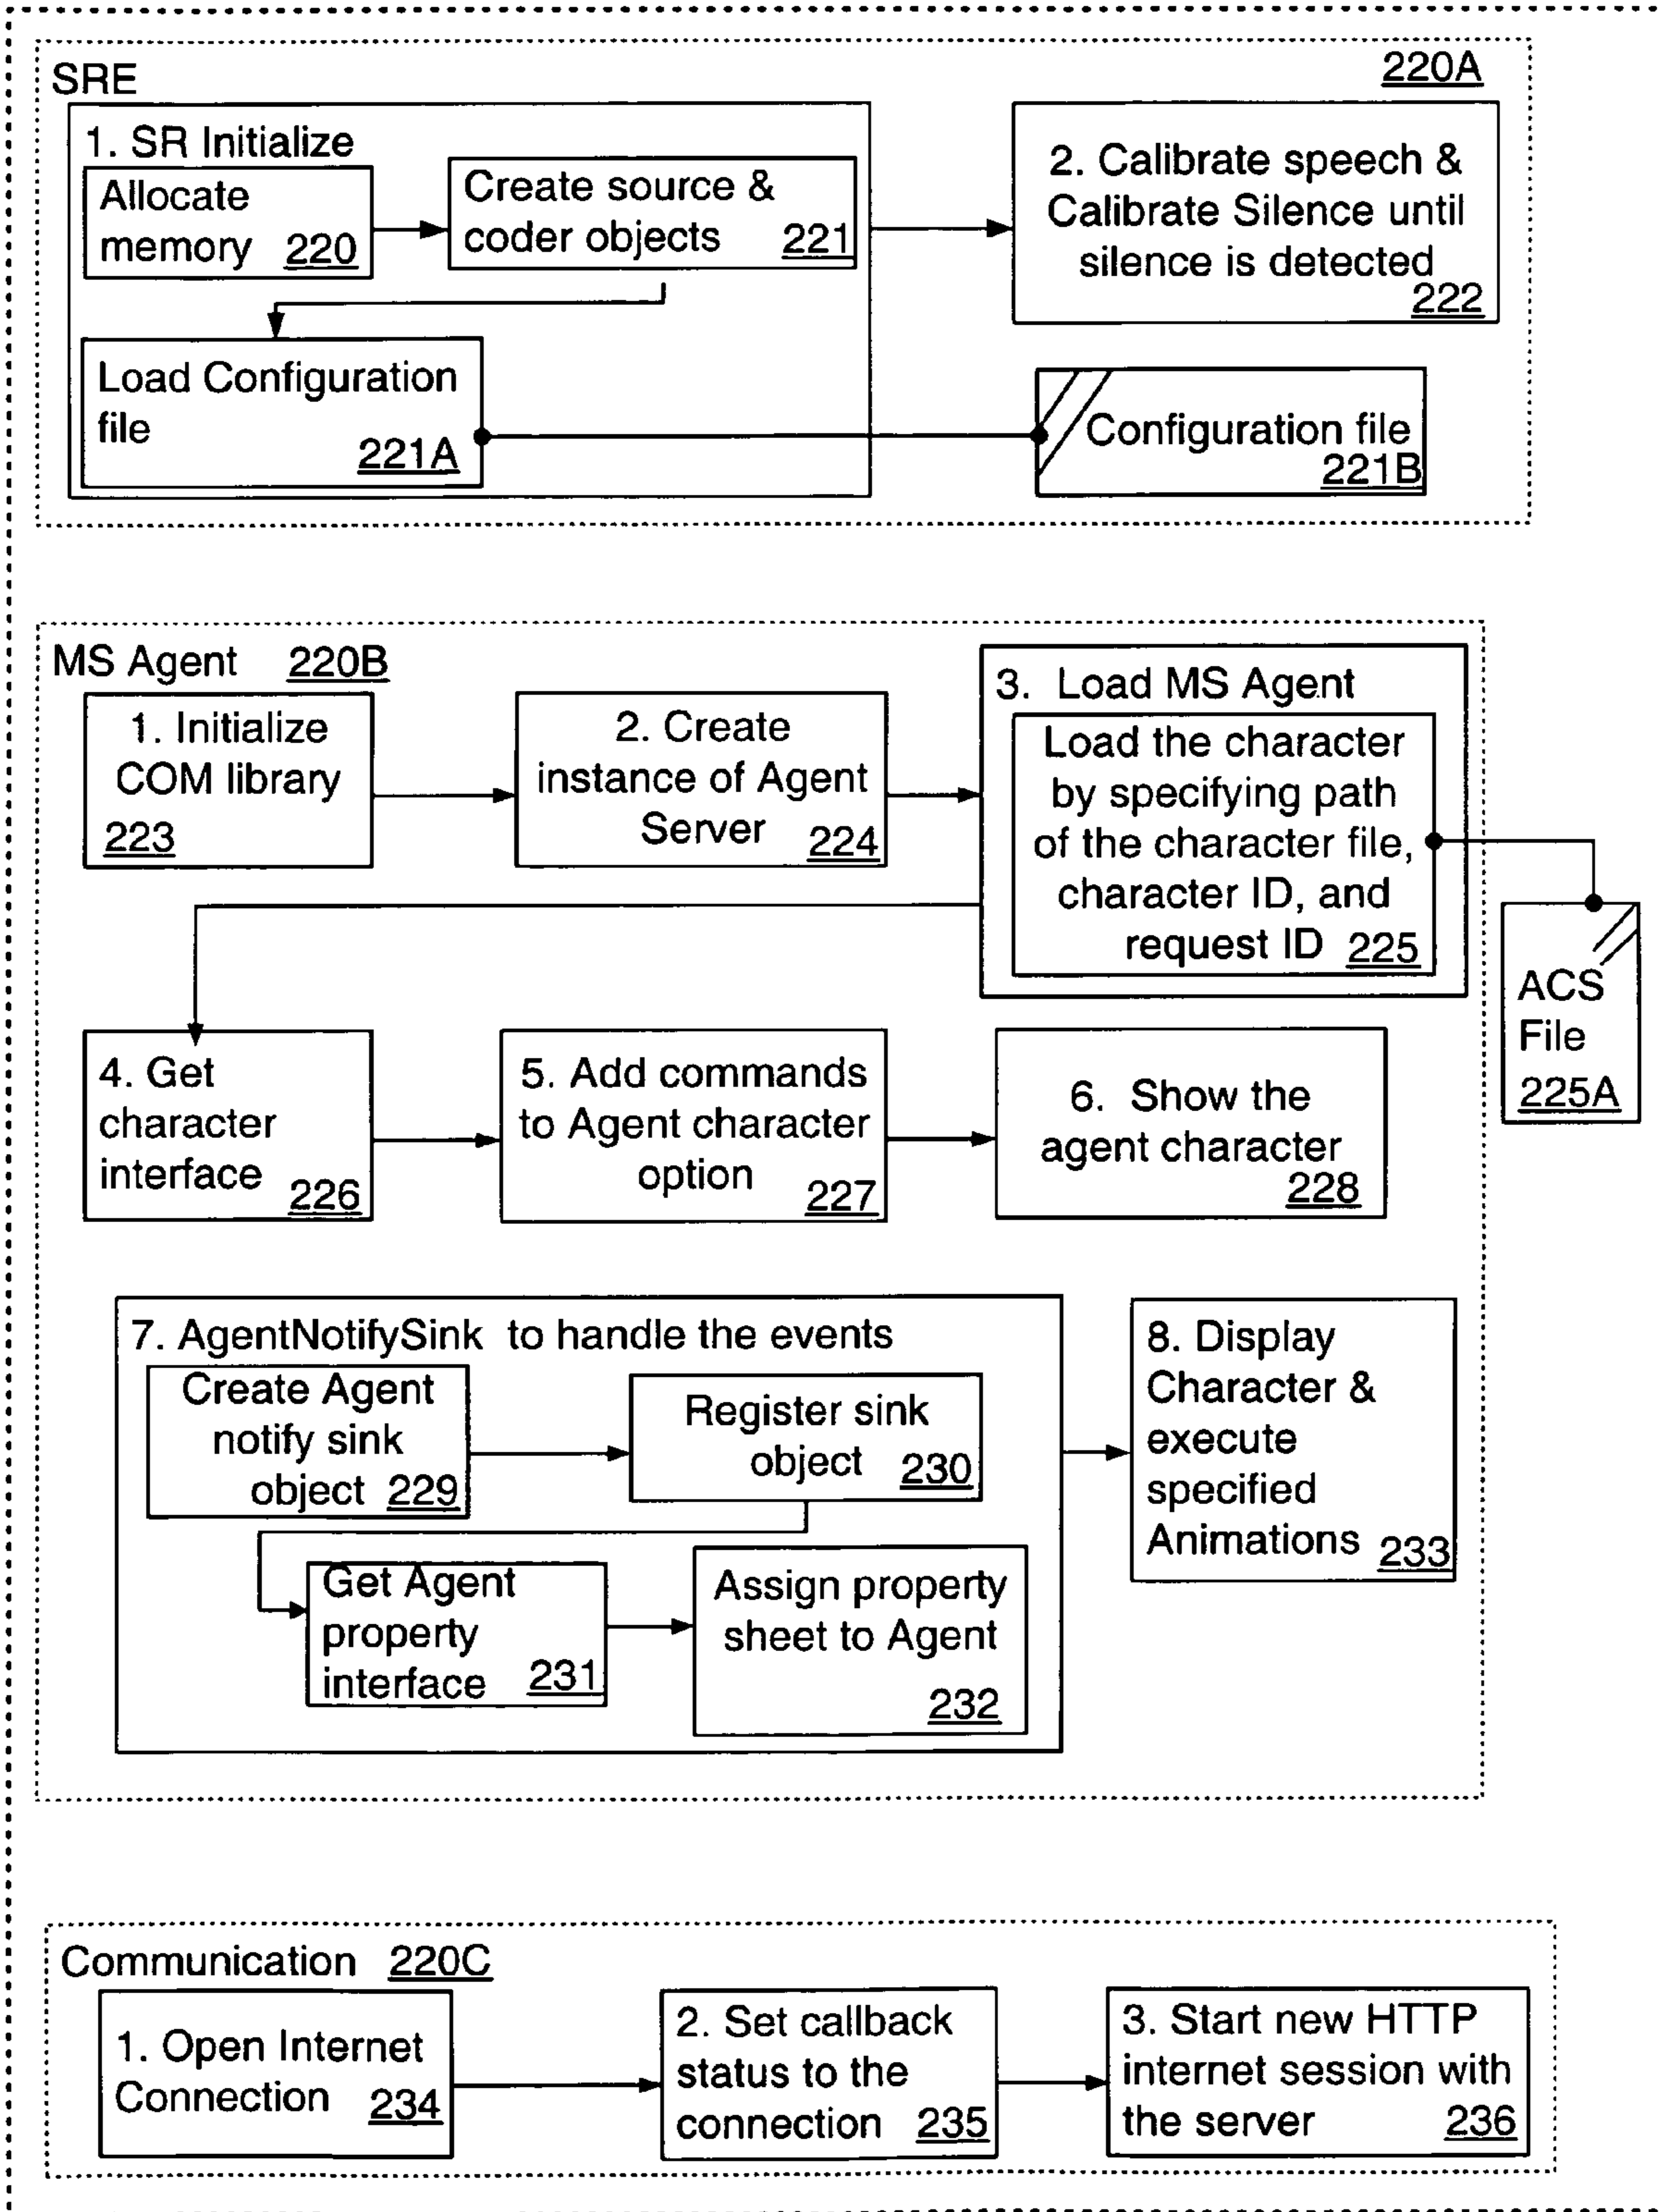 SRE
220A
1. SR Initialize
Allocate
memory 220
Create source &
coder objects 221
2. Calibrate speech &
Calibrate Silence until
silence is detected
222
Load Configuration
file
221A
Configuration file
221B
MS Agent 220B
1. Initialize
COM library
223
2. Create
instance of Agent
Server 224
3. Load MS Agent
Load the character
by specifying path
of the character file,
character ID, and
request ID 225
ACS
File
225A
4. Get
character
interface 226
5. Add commands
to Agent character
option 227
6. Show the
agent character
228
7. AgentNotifySink to handle the events
Create Agent
notify sink
object 229
Register sink
object 230
Get Agent
property
interface 231
Assign property
sheet to Agent
232
8. Display
Character &
execute
specified
Animations 233
Communication 220C
1. Open Internet
Connection 234
2. Set callback
status to the
connection 235
3. Start new HTTP
internet session with
the server 236